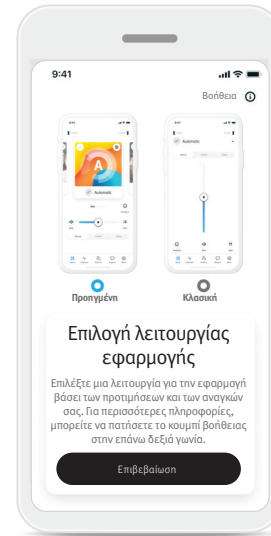 9:41
Βοήθεια
Automatic
Automatic
A
Προηγμένη
Κλασική
Επιλογή λειτουργίας
εφαρμογής
Επιλέξτε μια λειτουργία για την εφαρμογή
βάσει των προτιμήσεων και των αναγκών
σας. Για περισσότερες πληροφορίες,
μπορείτε να πατήσετε το κουμπί βοήθειας
στην επάνω δεξιά γωνία.
Επιβεβαίωση